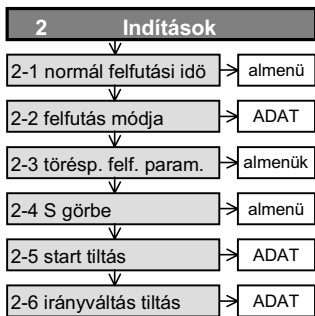 2 Indítások
2-1 normál felfutási idö almenü
2-2 felfutás módja ADAT
2-3 törésp. felf. param. almenük
2-4 S görbe almenü
2-5 start tiltás ADAT
2-6 irányváltás tiltás ADAT